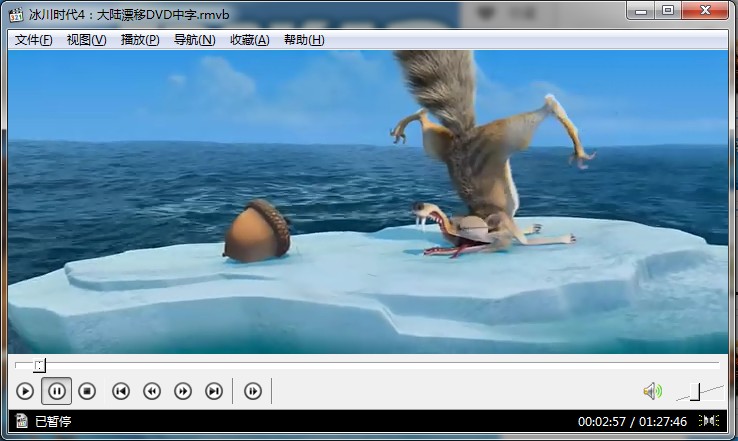 冰川时代4：大陆漂移DVD中字.rmvb
文件(F) 视图(V) 播放(P) 导航(N) 收藏(A) 帮助(H)
已暂停 00:02:57 / 01:27:46